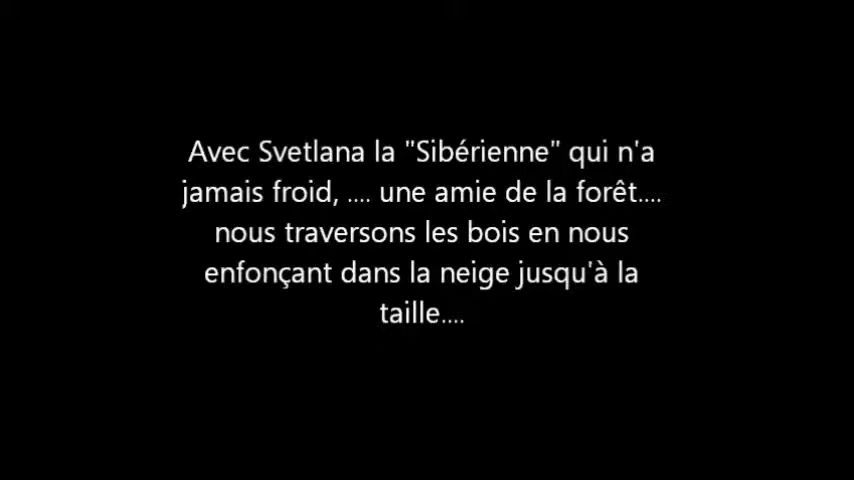 Avec Svetlana la "Sibérienne" qui n'a
jamais froid, .... une amie de la forêt....
nous traversons les bois en nous
enfonçant dans la neige jusqu'à la
taille....